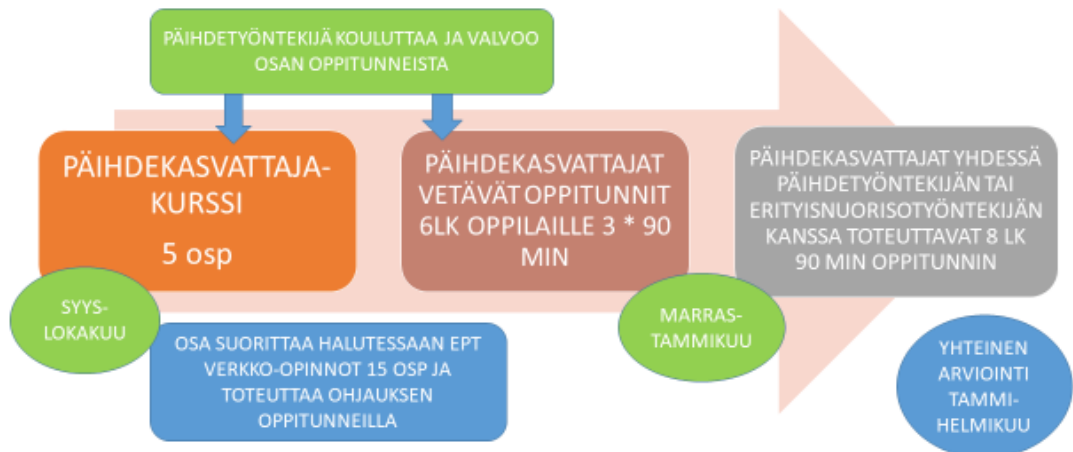 PÄIHDETYÖNTEKIJÄ KOULUTTAA JA VALVOO
OSAN OPPITUNNEISTA
PÄIHDEKASVATTAJA-
KURSSI
5 osp
PÄIHDEKASVATTAJAT
VETÄVÄT OPPITUNNIT
6LK OPPILAILLE 3 * 90
MIN
PÄIHDEKASVATTAJAT YHDESSÄ
PÄIHDETYÖNTEKIJÄN TAI
ERITYISNUORISOTYÖNTEKIJÄN
KANSSA TOTEUTTAVAT 8 LK
90 MIN OPPITUNNIN
SYYS-
LOKAKUU
MARRAS-
TAMMIKUU
OSA SUORITTAA HALUTESSAAN EPT
VERKKO-OPINNOT 15 OSP JA
TOTEUTTAA OHJAUKSEN
OPPITUNNEILLA
YHTEINEN
ARVIOINTI
TAMMI-
HELMIKUU